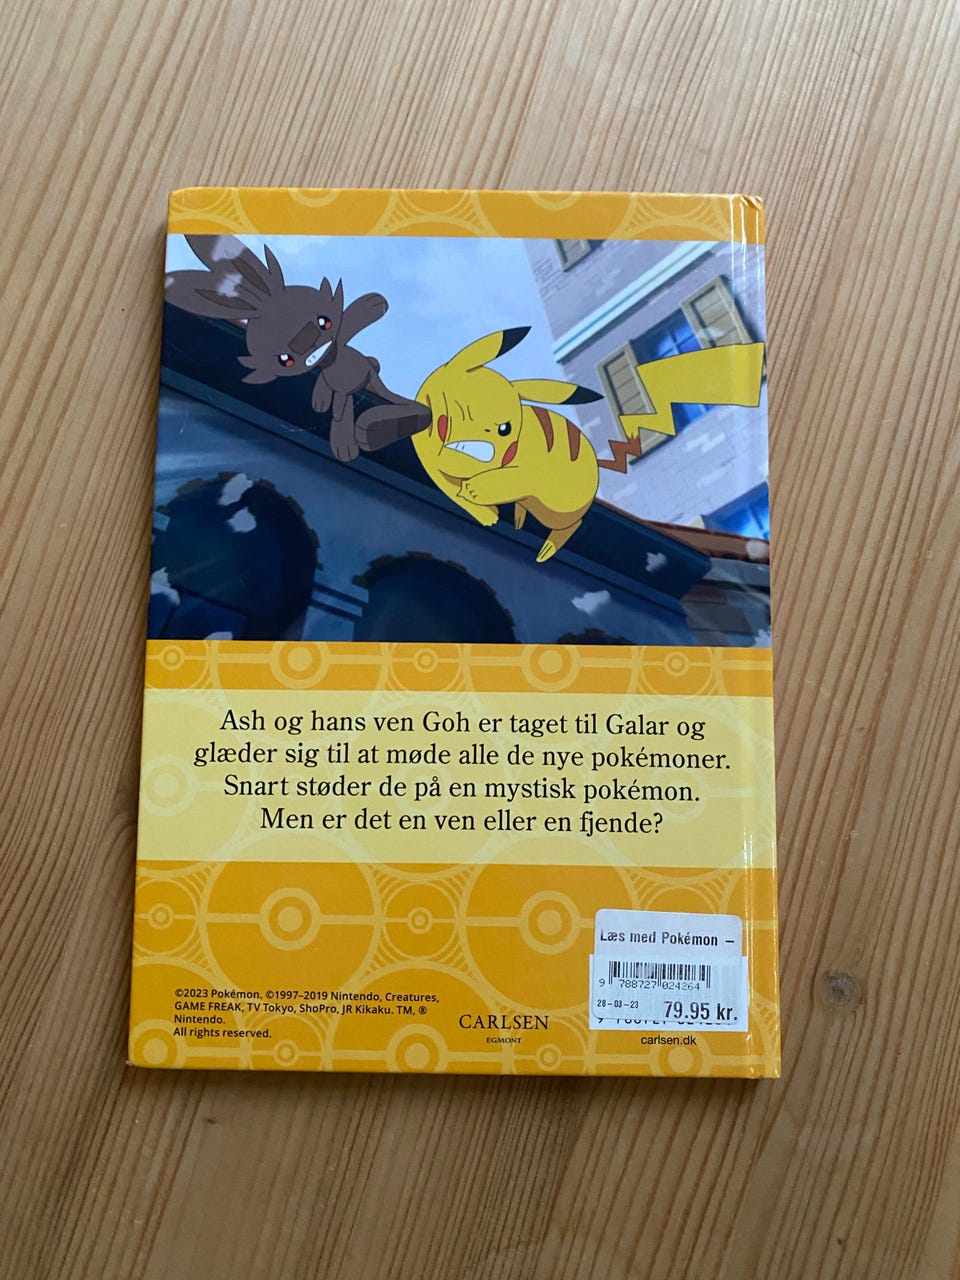 Ash og hans ven Goh er taget til Galar og
glæder sig til at møde alle de nye pokémoner.
Snart støder de på en mystisk pokémon.
Men er det en ven eller en fjende?
Læs med Pokémon –
9 788727 024264
28-03-23 79.95 kr.
carlsen.dk
©2023 Pokémon. ©1997–2019 Nintendo, Creatures,
GAME FREAK, TV Tokyo, ShoPro, JR Kikaku. TM, ®
Nintendo.
All rights reserved.
CARLSEN
EGMONT